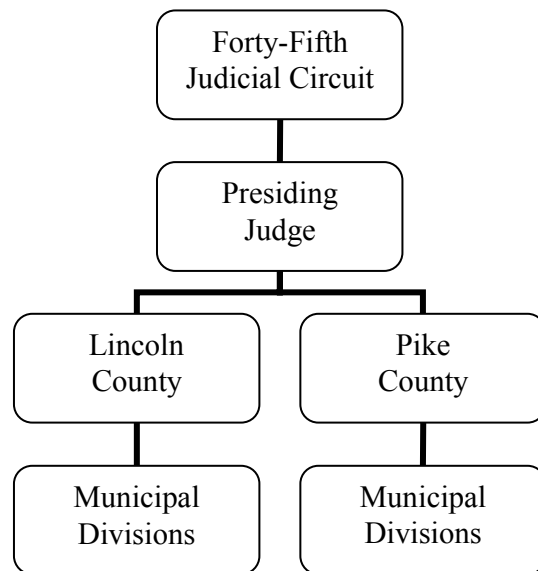 Forty-Fifth
Judicial Circuit
Presiding
Judge
Lincoln
County
Pike
County
Municipal
Divisions
Municipal
Divisions